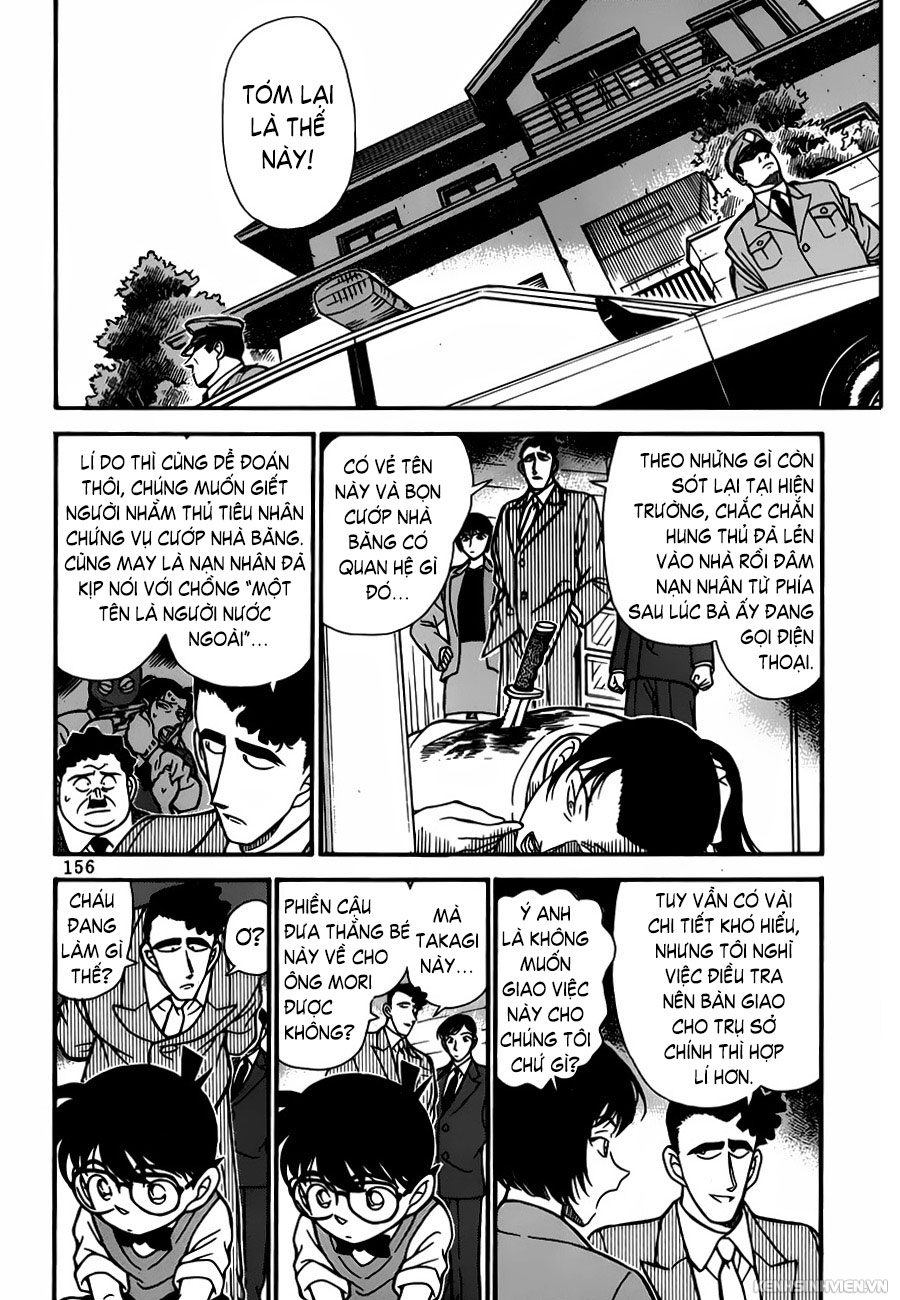 TÓM LẠI
LÀ THẾ
NÀY!
THEO NHỮNG GÌ CÒN
SÓT LẠI TẠI HIỆN
TRƯỜNG, CHẮC CHẮN
HUNG THỦ ĐÃ LẺN
VÀO NHÀ RỒI ĐÂM
NẠN NHÂN TỪ PHÍA
SAU LÚC BÀ ẤY ĐANG
GỌI ĐIỆN
THOẠI.
CÓ VẺ TÊN
NÀY VÀ BỌN
CƯỚP NHÀ
BĂNG CÓ
QUAN HỆ GÌ
ĐÓ...
LÍ DO THÌ CŨNG DỄ ĐOÁN
THÔI, CHÚNG MUỐN GIẾT
NGƯỜI NHẰM THỦ TIÊU NHÂN
CHỨNG VỤ CƯỚP NHÀ BĂNG.
CŨNG MAY LÀ NẠN NHÂN ĐÃ
KỊP NÓI VỚI CHỒNG "MỘT
TÊN LÀ NGƯỜI NƯỚC
NGOÀI"...
156
TUY VẪN CÓ VÀI
CHI TIẾT KHÓ HIỂU,
NHƯNG TÔI NGHĨ
VIỆC ĐIỀU TRA
NÊN BÀN GIAO
CHO TRỤ SỞ
CHÍNH THÌ HỢP
LÍ HƠN.
Ý ANH
LÀ KHÔNG
MUỐN
GIAO VIỆC
NÀY CHO
CHÚNG TÔI
CHỨ GÌ?
MÀ
TAKAGI
NÀY...
PHIỀN CẬU
ĐƯA THẰNG BÉ
NÀY VỀ CHO
ÔNG MORI
ĐƯỢC
KHÔNG?
Ơ?
CHÁU
ĐANG
LÀM GÌ
THẾ?
KENHSINHVIEN.VN